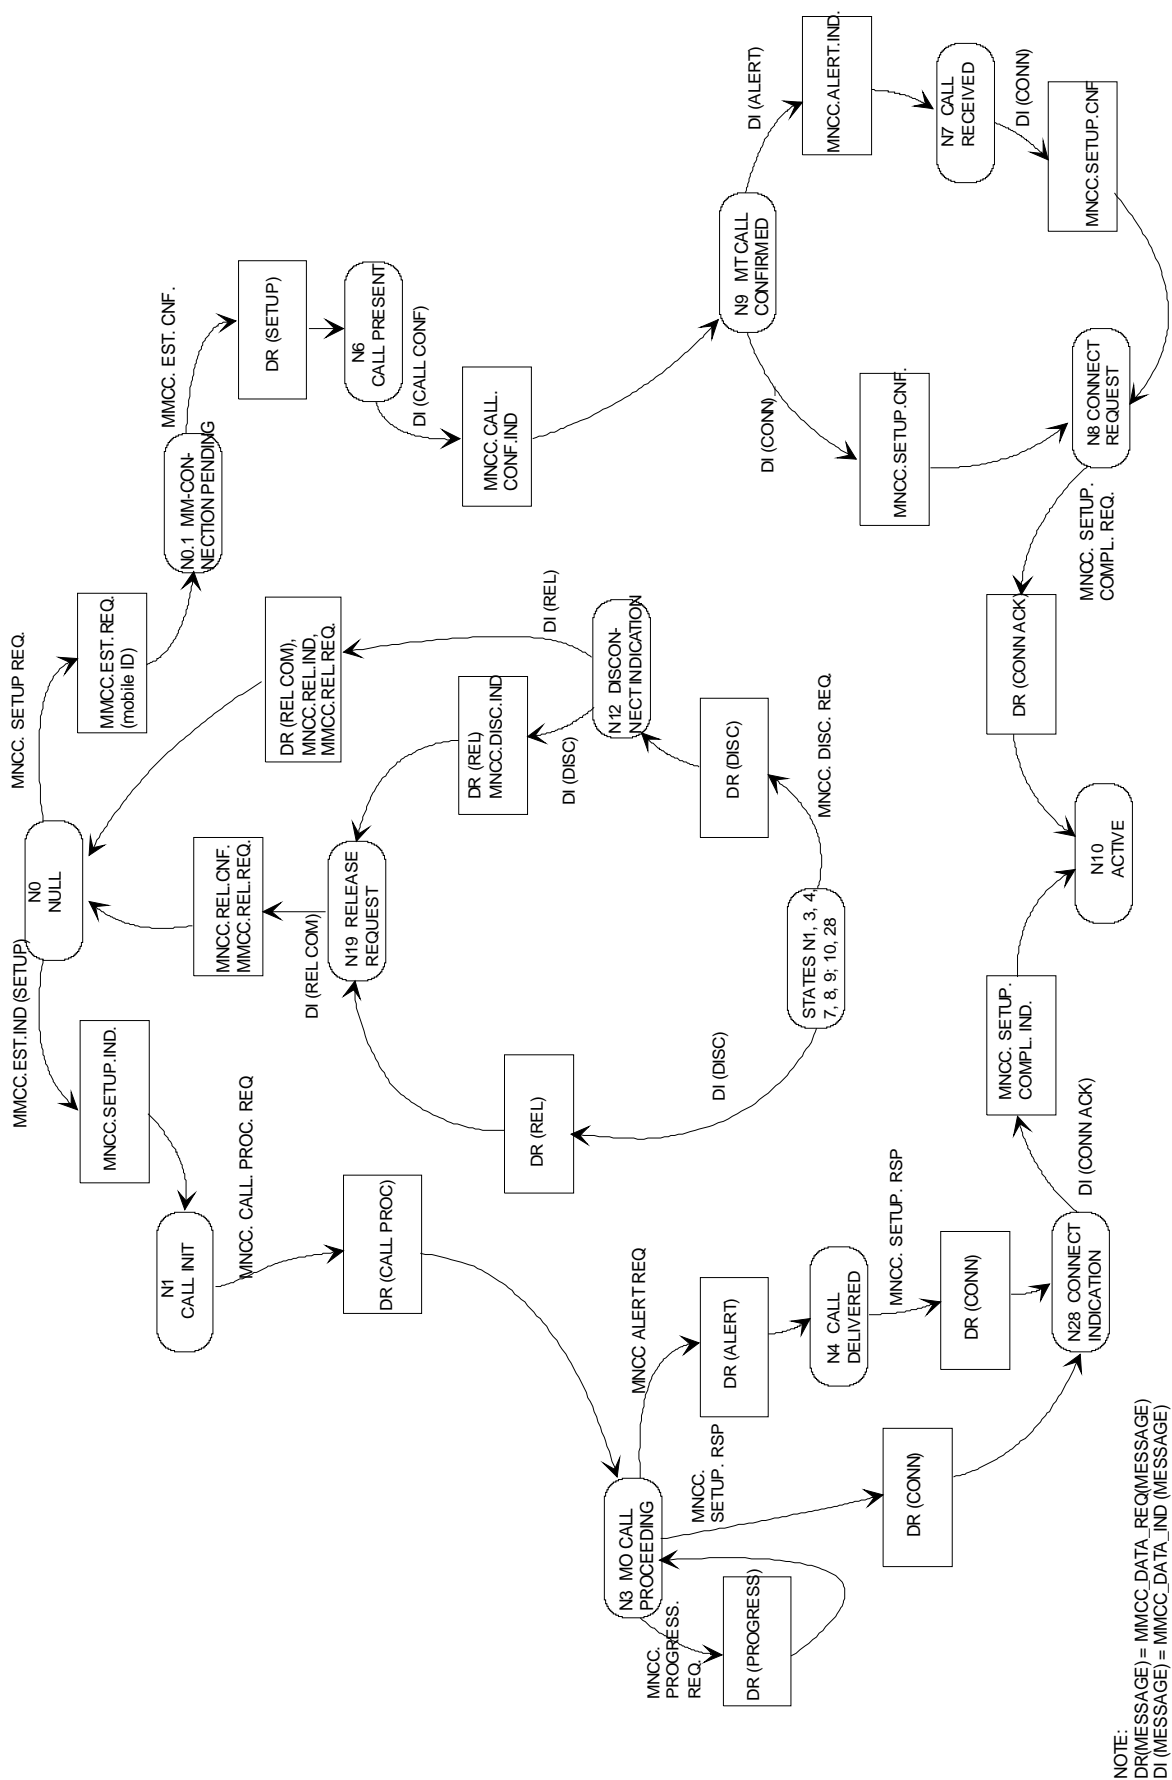 N0
NULL
MNCC. SETUP REQ.
MMCC.EST.REQ.
(mobile ID)
N0.1 MM-CON-
NECTION PENDING
MMCC. EST. CNF.
DR (SETUP)
N6
CALL PRESENT
DI (CALL CONF)
MNCC.CALL.
CONF.IND
N9 MT CALL
CONFIRMED
DI (ALERT)
MNCC.ALERT.IND.
N7 CALL
RECEIVED
DI (CONN)
MNCC.SETUP.CNF
DI (CONN)
MNCC.SETUP.CNF.
N8 CONNECT
REQUEST
MNCC. SETUP.
COMPL. REQ.
DR (CONN ACK)
N10
ACTIVE
MMCC.EST.IND (SETUP)
MNCC.SETUP.IND.
N1
CALL INIT
MNCC. CALL. PROC. REQ
DR (CALL PROC)
N3 MO CALL
PROCEEDING
MNCC.
PROGRESS.
REQ.
DR (PROGRESS)
MNCC ALERT REQ
DR (ALERT)
N4 CALL
DELIVERED
MNCC. SETUP. RSP
DR (CONN)
MNCC.
SETUP. RSP
DR (CONN)
N28 CONNECT
INDICATION
DI (CONN ACK)
MNCC. SETUP.
COMPL. IND.
MNCC.REL.CNF.
MMCC.REL.REQ.
DI (REL COM)
N19 RELEASE
REQUEST
DR (REL COM),
MNCC.REL.IND,
MMCC.REL.REQ.
DI (REL)
DR (REL)
MNCC.DISC.IND
DI (DISC)
N12 DISCON-
NECT INDICATION
DR (DISC)
MNCC. DISC. REQ.
STATES N1, 3, 4,
7, 8, 9; 10, 28
DI (DISC)
DR (REL)
NOTE:
DR(MESSAGE) = MMCC_DATA_REQ(MESSAGE)
DI (MESSAGE) = MMCC_DATA_IND (MESSAGE)